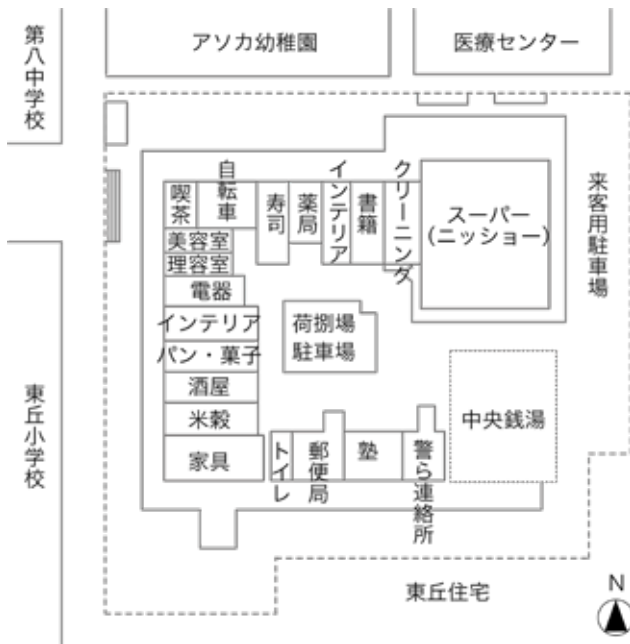 第八中学校
アソカ幼稚園
医療センター
喫茶
自転車
寿司
薬局
インテリア
書籍
クリーニング
スーパー
(ニッショー)
来客用駐車場
美容室
理容室
電器
インテリア
パン・菓子
酒屋
米穀
家具
荷捌場
駐車場
トイレ
郵便局
塾
警ら連絡所
中央銭湯
東丘小学校
東丘住宅
N